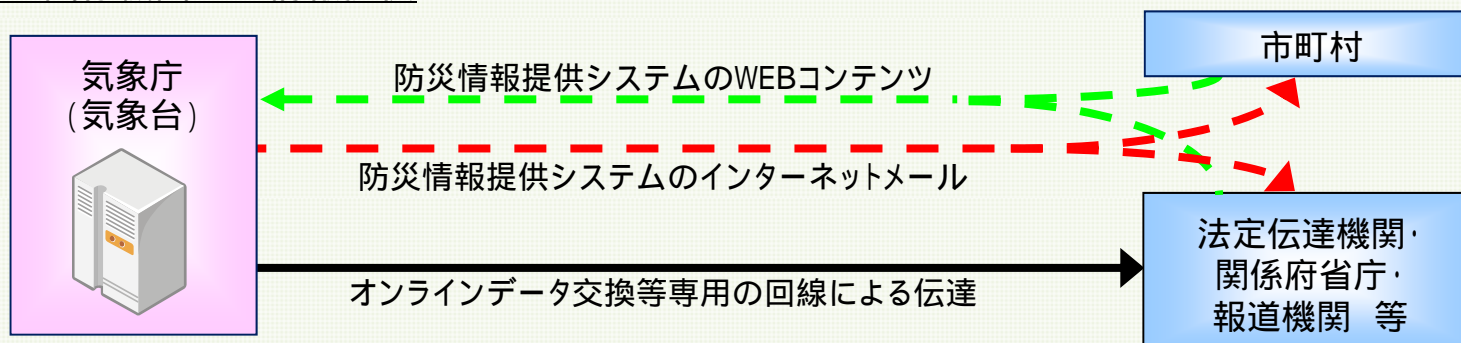 気象庁
(気象台)
防災情報提供システムのWEBコンテンツ
市町村
防災情報提供システムのインターネットメール
オンラインデータ交換等専用の回線による伝達
法定伝達機関・
関係府省庁・
報道機関 等